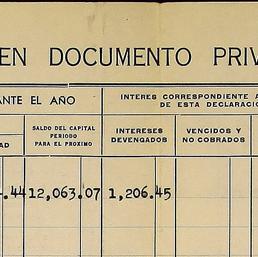 EN DOCUMENTO PRIV
ANTE EL AÑO
INTERES CORRESPONDIENTE A
DE ESTA DECLARACIO
AD
SALDO DEL CAPITAL
PERIODO
PARA EL PROXIMO
INTERESES
DEVENGADOS
VENCIDOS Y
NO COBRADOS
.44 12,063.07 1,206.45